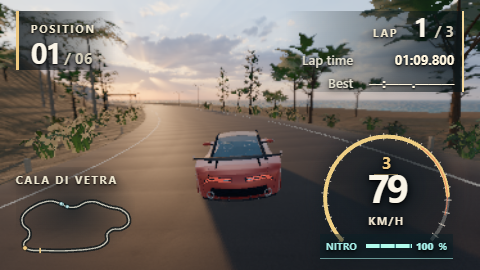 POSITION
01 / 06
LAP 1 / 3
Lap time 01:09.800
Best
CALA DI VETRA
3
79
KM/H
NITRO 100 %